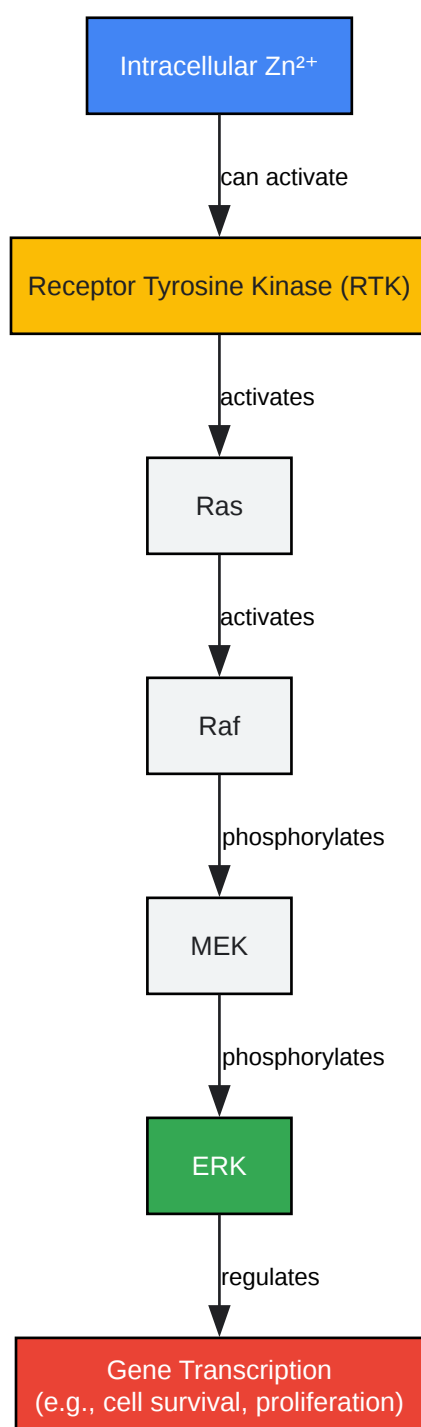 Intracellular Zn²⁺
can activate
Receptor Tyrosine Kinase (RTK)
activates
Ras
activates
Raf
phosphorylates
MEK
phosphorylates
ERK
regulates
Gene Transcription
(e.g., cell survival, proliferation)